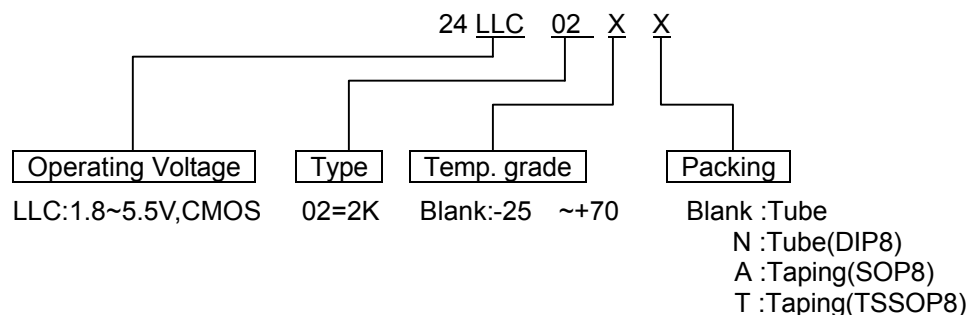 24 LLC 02 X X
Operating Voltage Type Temp. grade Packing
LLC:1.8~5.5V,CMOS 02=2K Blank:-25 ~+70 Blank :Tube
N :Tube(DIP8)
A :Taping(SOP8)
T :Taping(TSSOP8)